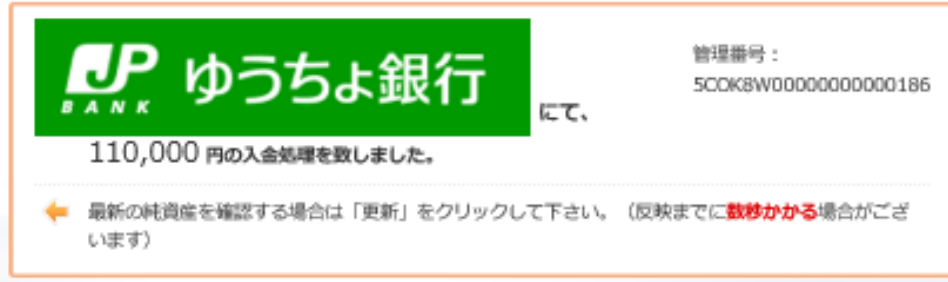 JP
BANK
ゆうちょ銀行
にて、
管理番号：
5COK8W00000000000186
110,000 円の入金処理を致しました。
最新の純資産を確認する場合は「更新」をクリックして下さい。（反映までに数秒かかる場合がござ
います）